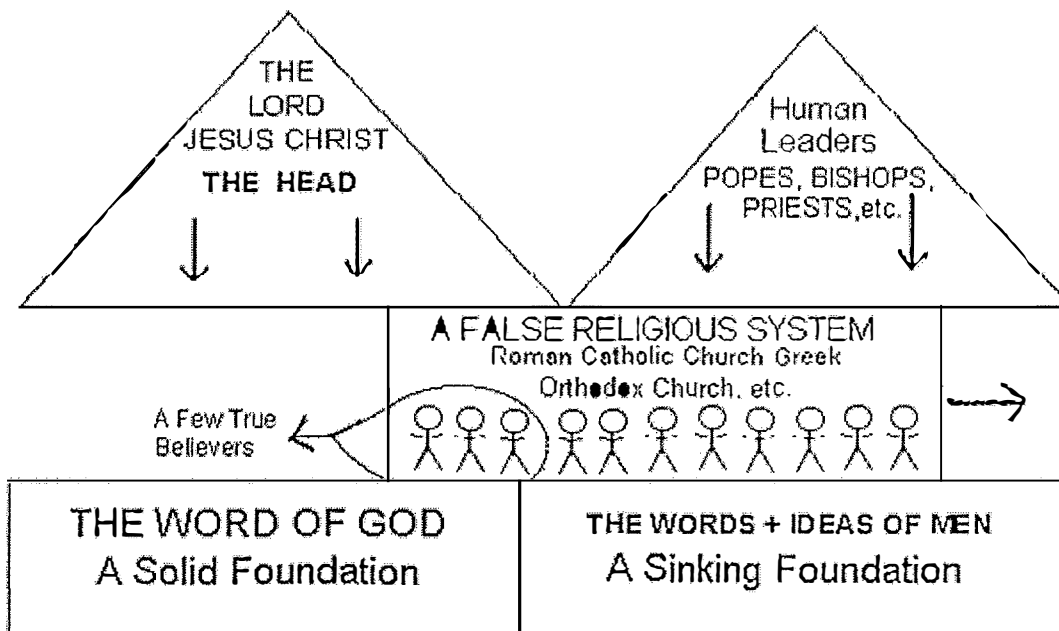 THE
LORD
JESUS CHRIST
THE HEAD
Human
Leaders
POPES, BISHOPS,
PRIESTS,etc.
A FALSE RELIGIOUS SYSTEM
Roman Catholic Church Greek
Orthodox Church, etc.
A Few True
Believers
THE WORD OF GOD
A Solid Foundation
THE WORDS + IDEAS OF MEN
A Sinking Foundation